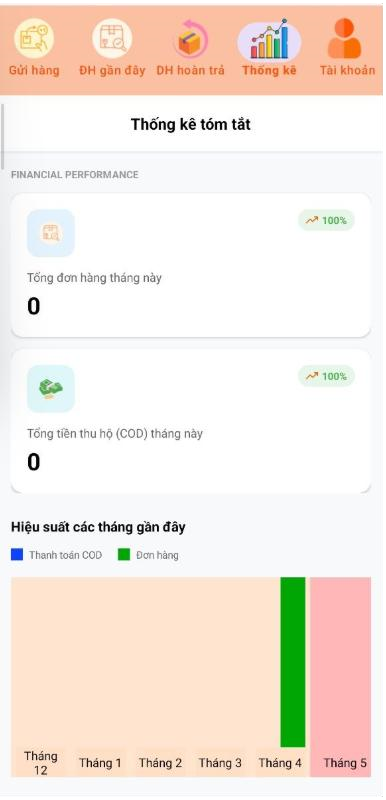 Gửi hàng
ĐH gần đây
DH hoàn trả
Thống kê
Tài khoản
Thống kê tóm tắt
FINANCIAL PERFORMANCE
100%
Tổng đơn hàng tháng này
0
100%
Tổng tiền thu hộ (COD) tháng này
0
Hiệu suất các tháng gần đây
Thanh toán COD
Đơn hàng
Tháng
12
Tháng 1
Tháng 2
Tháng 3
Tháng 4
Tháng 5